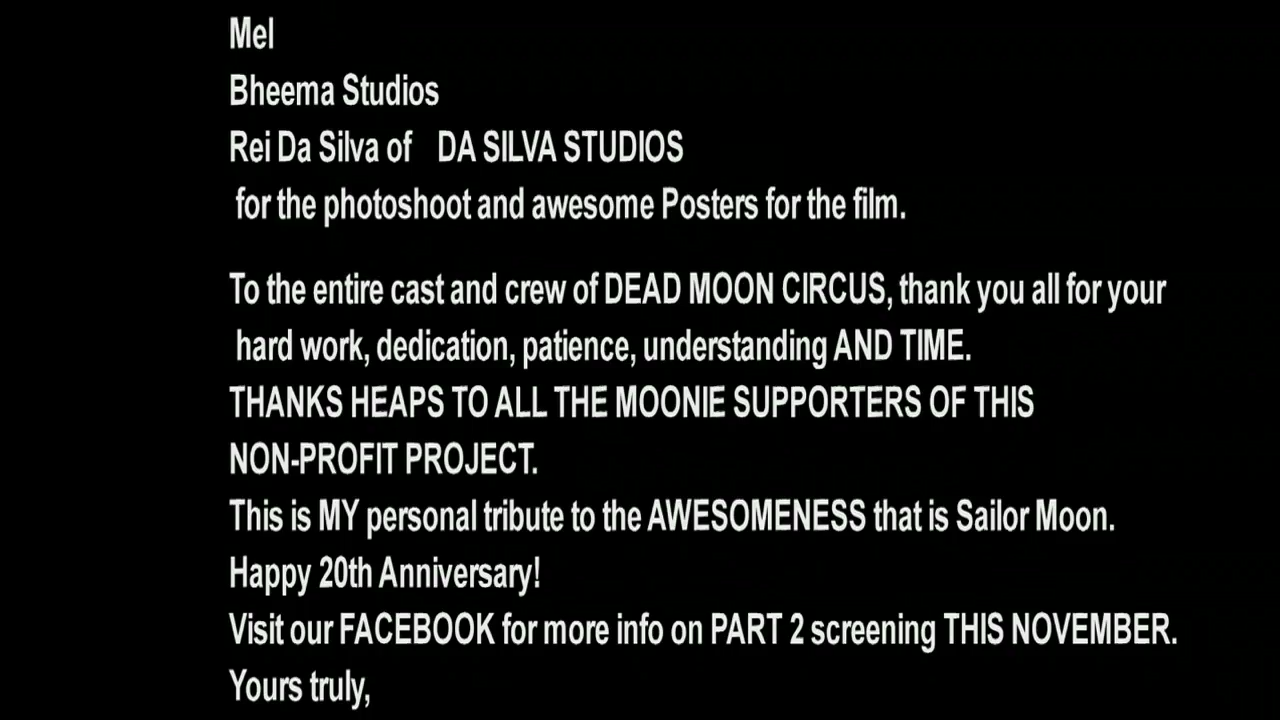 Mel
Bheema Studios
Rei Da Silva of DA SILVA STUDIOS
for the photoshoot and awesome Posters for the film.
To the entire cast and crew of DEAD MOON CIRCUS, thank you all for your
hard work, dedication, patience, understanding AND TIME.
THANKS HEAPS TO ALL THE MOONIE SUPPORTERS OF THIS
NON-PROFIT PROJECT.
This is MY personal tribute to the AWESOMENESS that is Sailor Moon.
Happy 20th Anniversary!
Visit our FACEBOOK for more info on PART 2 screening THIS NOVEMBER.
Yours truly,